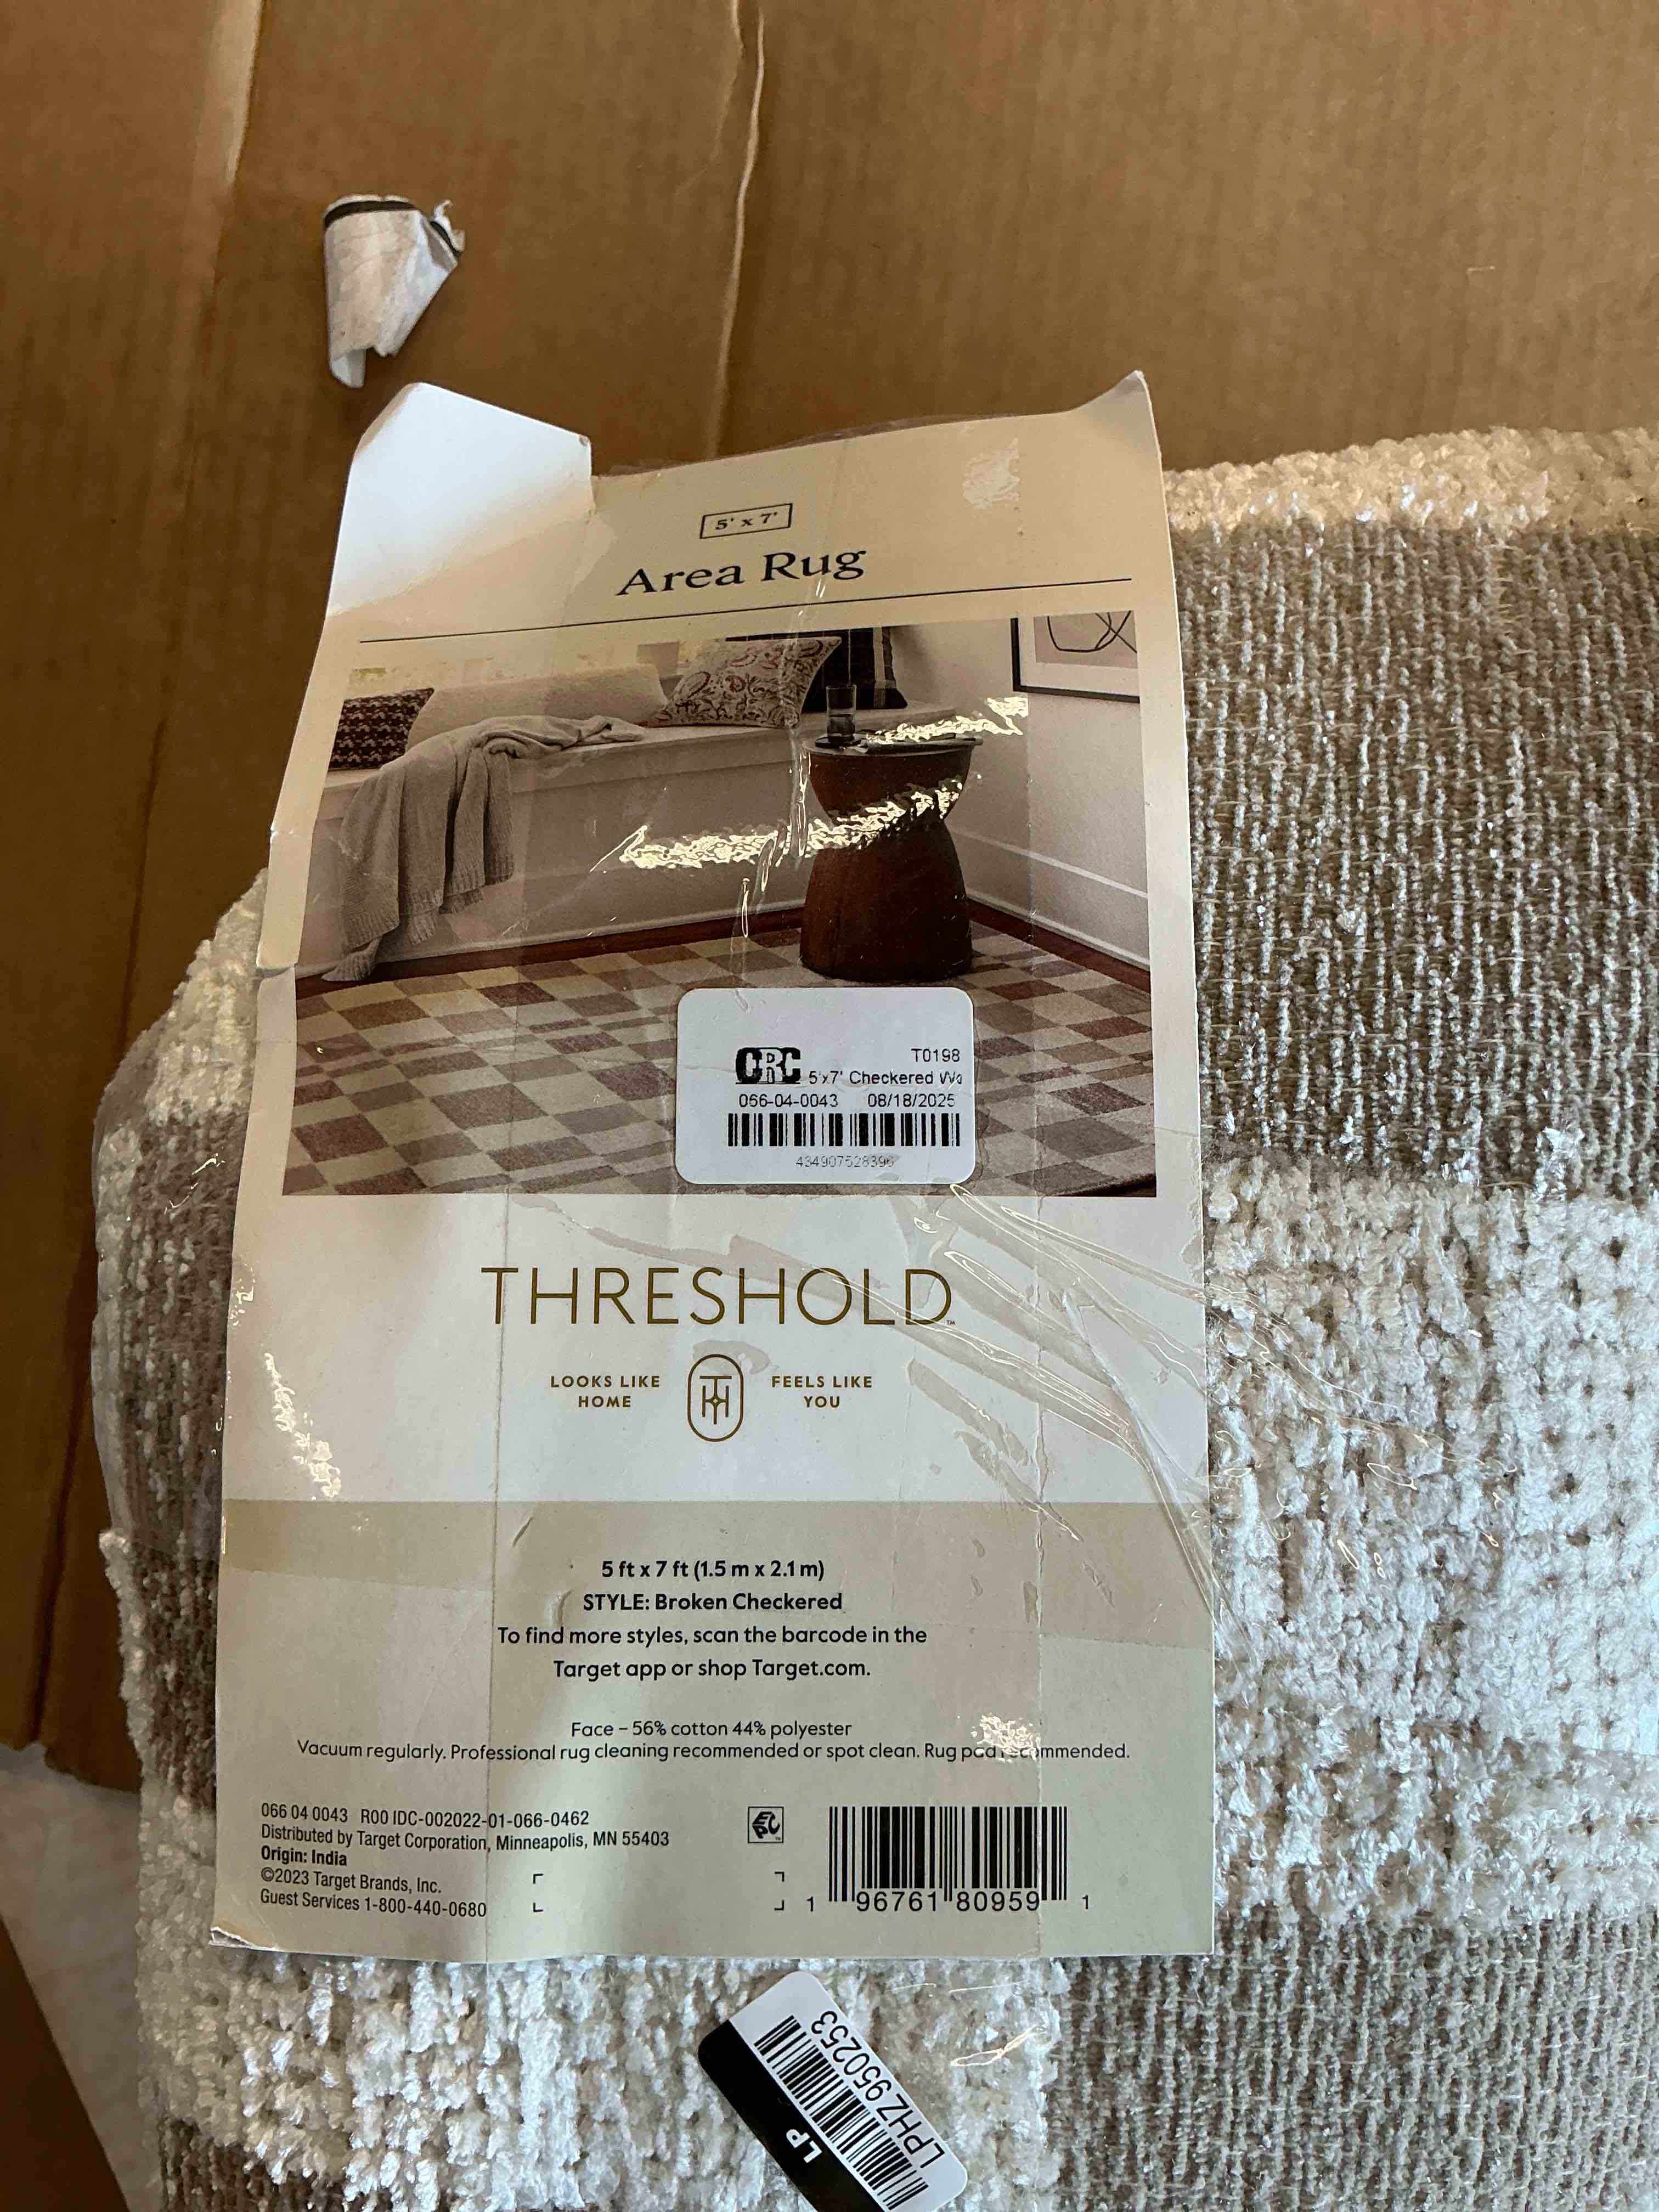 5' x 7'
Area Rug
CRC
T0198
5'x7' Checkered Wo
066-04-0043 08/18/2025
434907528396
THRESHOLD™
LOOKS LIKE HOME
FEELS LIKE YOU
5 ft x 7 ft (1.5 m x 2.1 m)
STYLE: Broken Checkered
To find more styles, scan the barcode in the
Target app or shop Target.com.
Face – 56% cotton 44% polyester
Vacuum regularly. Professional rug cleaning recommended or spot clean. Rug pad recommended.
066 04 0043 R00 IDC-002022-01-066-0462
Distributed by Target Corporation, Minneapolis, MN 55403
Origin: India
©2023 Target Brands, Inc.
Guest Services 1-800-440-0680
EPC
1 96761 80959 1
LP
LPHZ950253